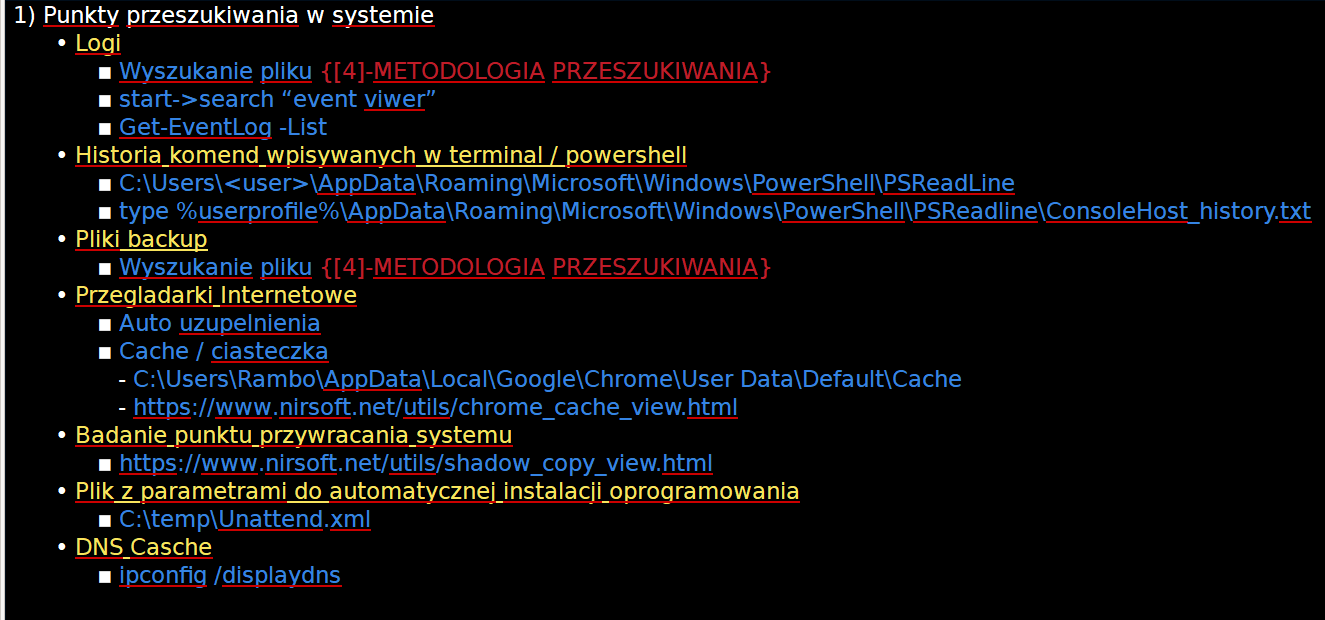 1) Punkty przeszukiwania w systemie
• Logi
■ Wyszukanie pliku {[4]-METODOLOGIA PRZESZUKIWANIA}
■ start->search “event viwer”
■ Get-EventLog -List
• Historia komend wpisywanych w terminal / powershell
■ C:\Users\<user>\AppData\Roaming\Microsoft\Windows\PowerShell\PSReadLine
■ type %userprofile%\AppData\Roaming\Microsoft\Windows\PowerShell\PSReadline\ConsoleHost_history.txt
• Pliki backup
■ Wyszukanie pliku {[4]-METODOLOGIA PRZESZUKIWANIA}
• Przegladarki Internetowe
■ Auto uzupelnienia
■ Cache / ciasteczka
- C:\Users\Rambo\AppData\Local\Google\Chrome\User Data\Default\Cache
- https://www.nirsoft.net/utils/chrome_cache_view.html
• Badanie punktu przywracania systemu
■ https://www.nirsoft.net/utils/shadow_copy_view.html
• Plik z parametrami do automatycznej instalacji oprogramowania
■ C:\temp\Unattend.xml
• DNS Casche
■ ipconfig /displaydns